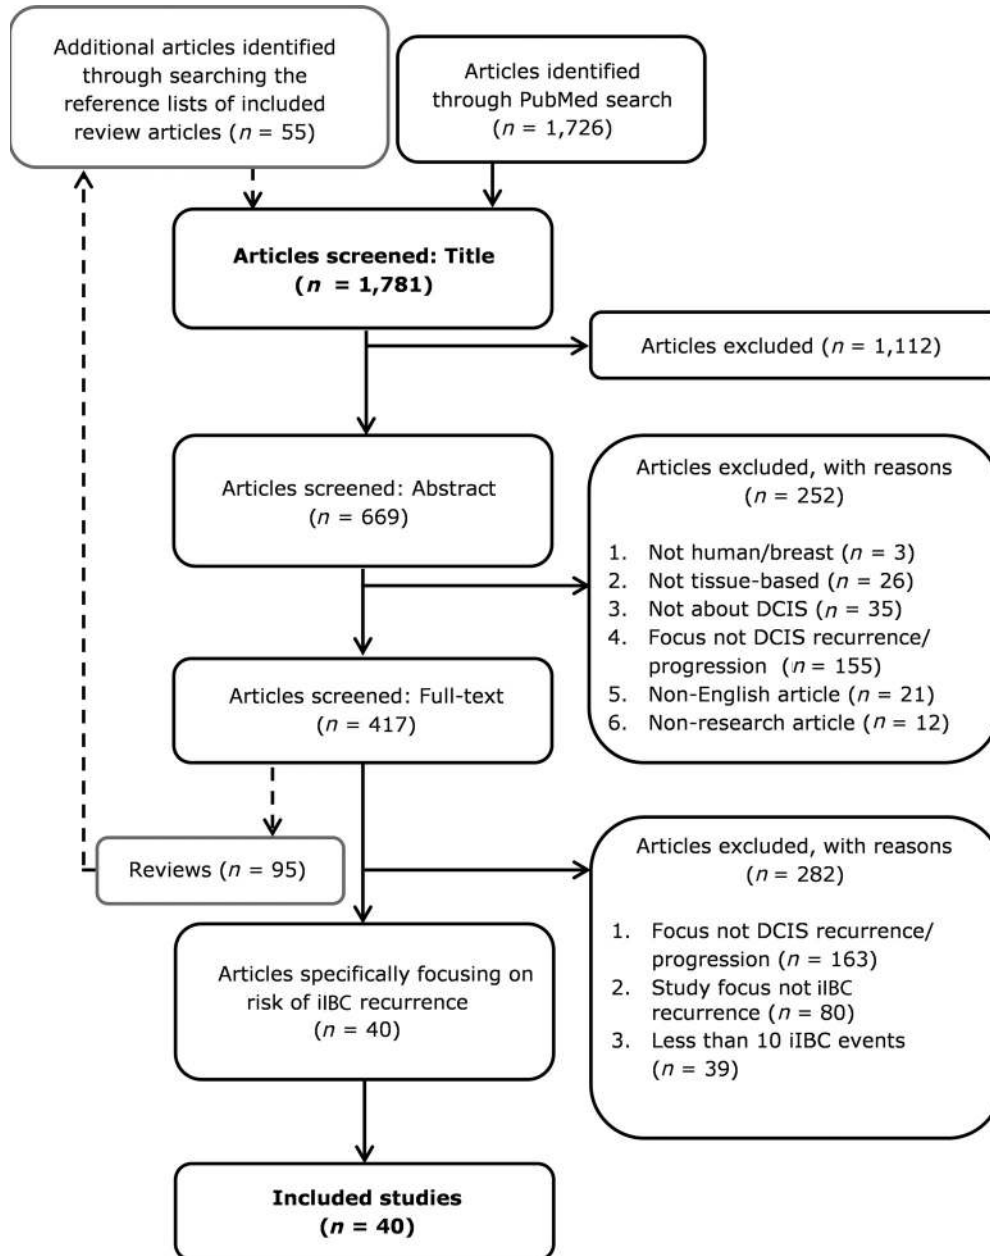 Additional articles identified
through searching the
reference lists of included
review articles (n = 55)
Articles identified
through PubMed search
(n = 1,726)
Articles screened: Title
(n = 1,781)
Articles excluded (n = 1,112)
Articles screened: Abstract
(n = 669)
Articles excluded, with reasons
(n = 252)
1. Not human/breast (n = 3)
2. Not tissue-based (n = 26)
3. Not about DCIS (n = 35)
4. Focus not DCIS recurrence/
progression (n = 155)
5. Non-English article (n = 21)
6. Non-research article (n = 12)
Articles screened: Full-text
(n = 417)
Reviews (n = 95)
Articles excluded, with reasons
(n = 282)
1. Focus not DCIS recurrence/
progression (n = 163)
2. Study focus not iIBC
recurrence (n = 80)
3. Less than 10 iIBC events
(n = 39)
Articles specifically focusing on
risk of iIBC recurrence
(n = 40)
Included studies
(n = 40)